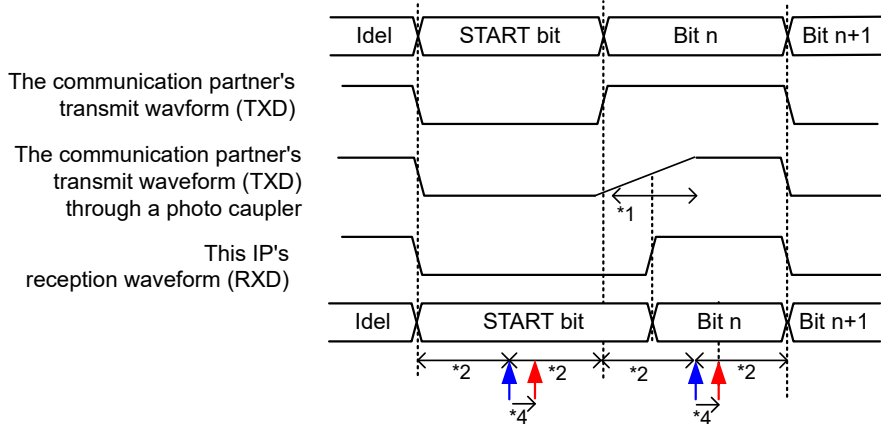 Idel START bit Bit n Bit n+1
The communication partner's
transmit wavform (TXD)
The communication partner's
transmit waveform (TXD)
through a photo caupler
*1
This IP's
reception waveform (RXD)
Idel START bit Bit n Bit n+1
*2 *2 *2 *2
*4 *4